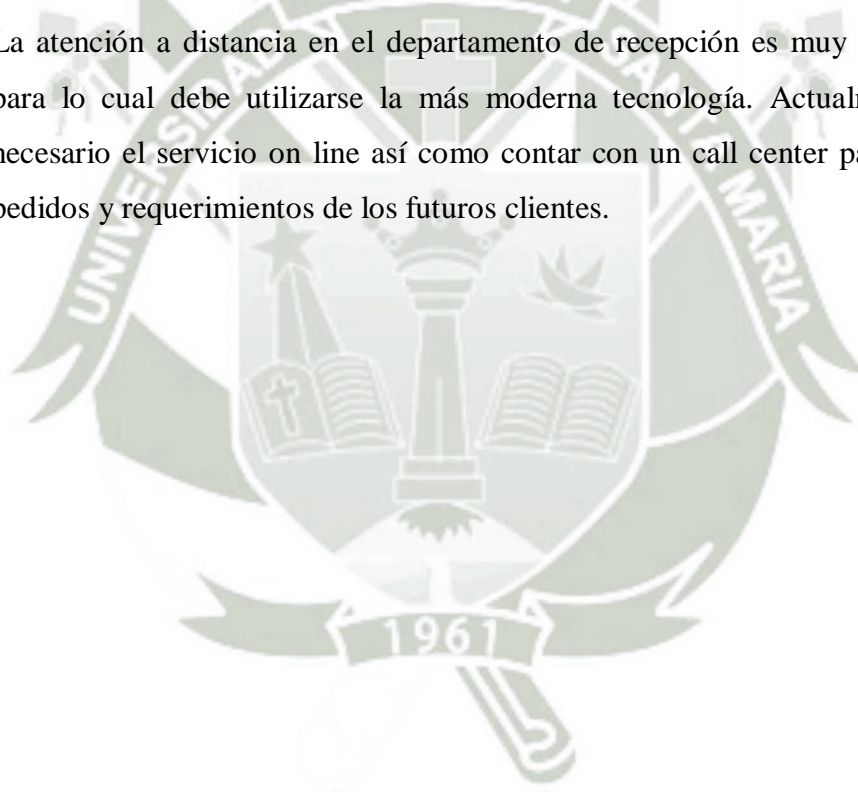 La atención a distancia en el departamento de recepción es muy
para lo cual debe utilizarse la más moderna tecnología.
necesario el servicio on line así como contar con un call center
pedidos y requerimientos de los futuros clientes.
UNIVERSIDAD
SANTA MARIA
1961